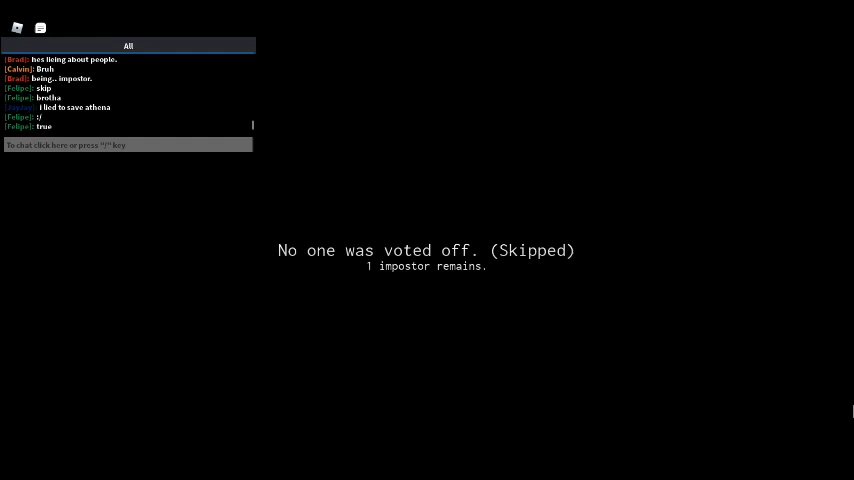 All
[Brad]: hes lieing about people.
[Calvin]: Bruh
[Brad]: being.. impostor.
[Felipe]: skip
[Felipe]: brotha
i lied to save athena
[Felipe]: :/
[Felipe]: true
To chat click here or press "/" key
No one was voted off. (Skipped)
1 impostor remains.